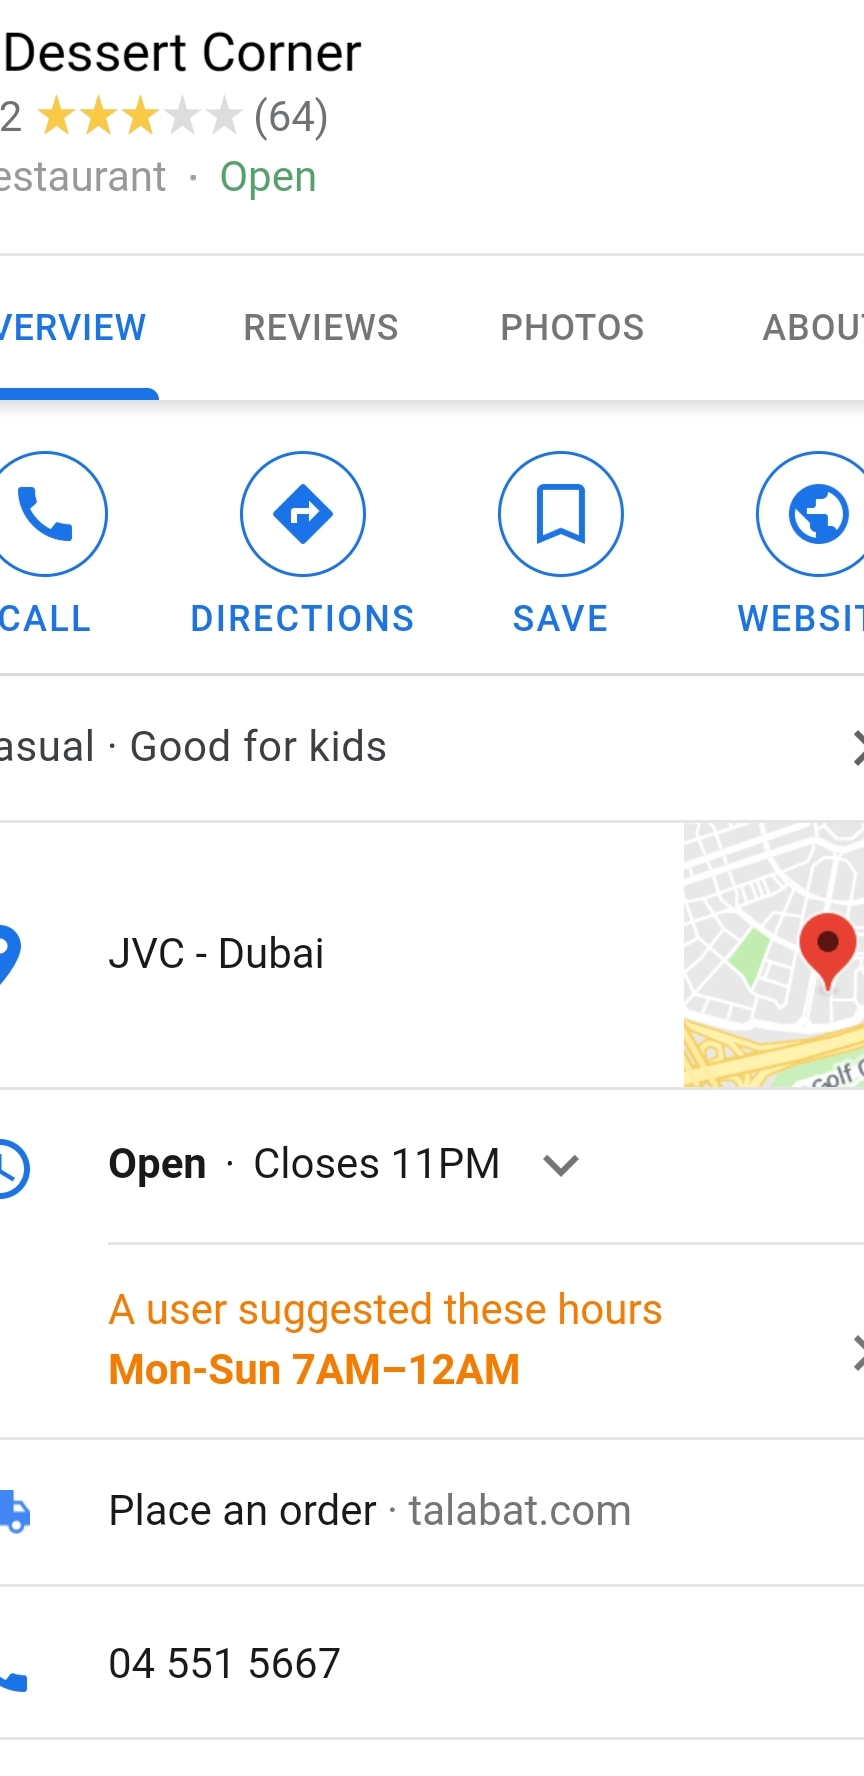 Dessert Corner
2 (64)
estaurant · Open
VERVIEW REVIEWS PHOTOS ABOUT
CALL DIRECTIONS SAVE WEBSIT
asual · Good for kids
JVC - Dubai
Golf
Open · Closes 11PM
A user suggested these hours
Mon-Sun 7AM–12AM
Place an order · talabat.com
04 551 5667